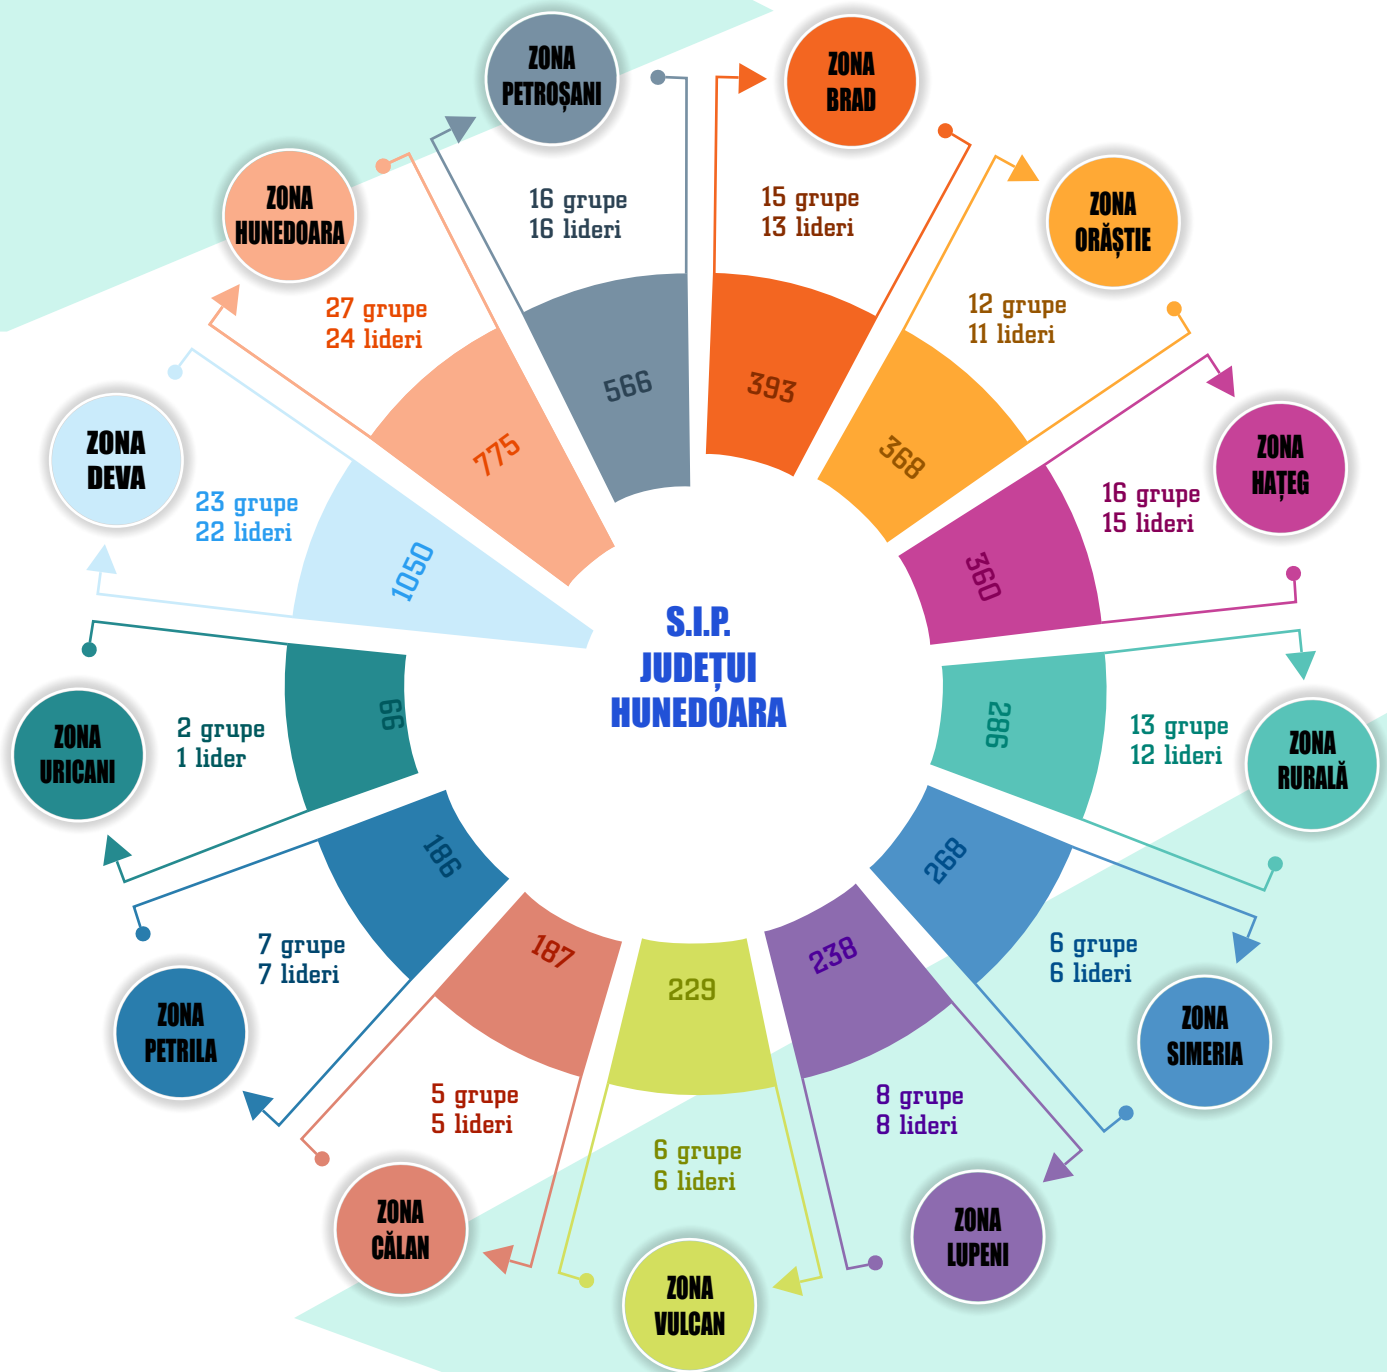 ZONA
PETROȘANI
16 grupe
16 lideri
566
ZONA
BRAD
15 grupe
13 lideri
393
ZONA
ORĂȘTIE
12 grupe
11 lideri
368
ZONA
HAȚEG
16 grupe
15 lideri
360
ZONA
RURALĂ
13 grupe
12 lideri
286
ZONA
SIMERIA
6 grupe
6 lideri
268
ZONA
LUPENI
8 grupe
8 lideri
238
ZONA
VULCAN
6 grupe
6 lideri
229
ZONA
CĂLAN
5 grupe
5 lideri
187
ZONA
PETRILA
7 grupe
7 lideri
186
ZONA
URICANI
2 grupe
1 lider
ZONA
DEVA
23 grupe
22 lideri
1050
ZONA
HUNEDOARA
27 grupe
24 lideri
775
S.I.P.
JUDEȚUI
HUNEDOARA